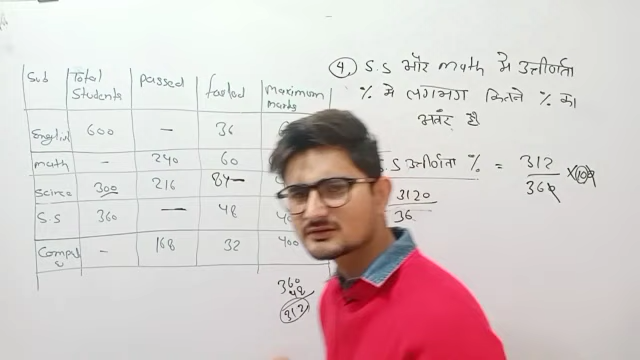 Sub Total Students passed failed maximum marks
English 600 — 36
math - 240 60
Science 300 216 84
S.S 360 — 48 40
- 168 32 400
360
48
312
4, S.S और math में उत्तीर्णता
% में लगभग कितने % का
अंतर है
S उत्तीर्णता % = 312/360 ×100
3120
36